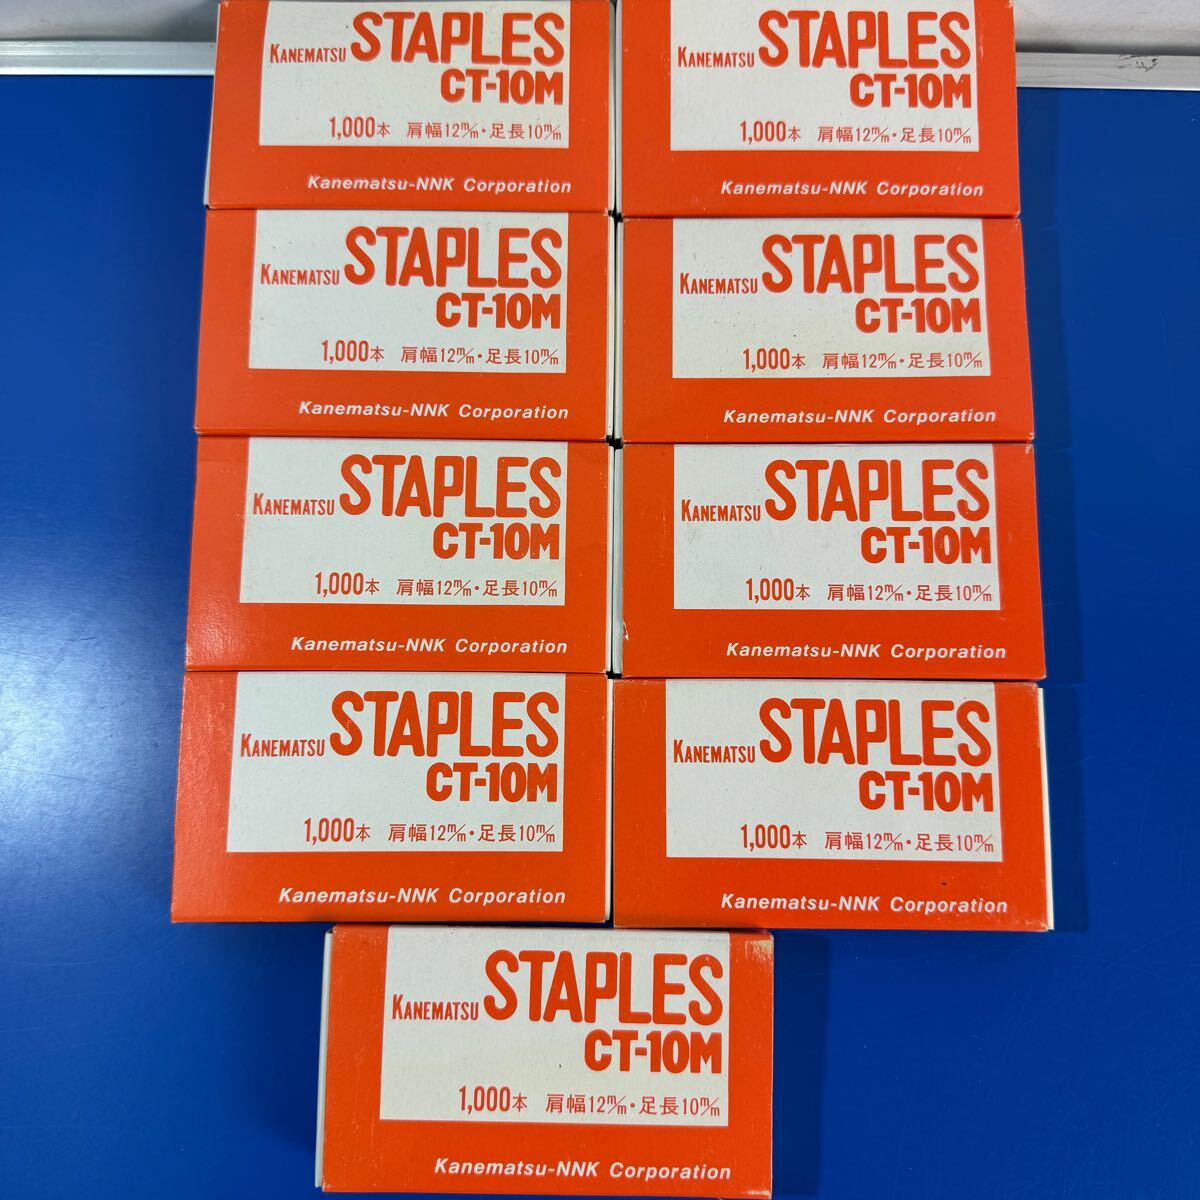 KANEMATSU STAPLES
CT-10M
1,000本 肩幅12m/m・足長10m/m
Kanematsu-NNK Corporation
KANEMATSU STAPLES
CT-10M
1,000本 肩幅12m/m・足長10m/m
Kanematsu-NNK Corporation
KANEMATSU STAPLES
CT-10M
1,000本 肩幅12m/m・足長10m/m
Kanematsu-NNK Corporation
KANEMATSU STAPLES
CT-10M
1,000本 肩幅12m/m・足長10m/m
Kanematsu-NNK Corporation
KANEMATSU STAPLES
CT-10M
1,000本 肩幅12m/m・足長10m/m
Kanematsu-NNK Corporation
KANEMATSU STAPLES
CT-10M
1,000本 肩幅12m/m・足長10m/m
Kanematsu-NNK Corporation
KANEMATSU STAPLES
CT-10M
1,000本 肩幅12m/m・足長10m/m
Kanematsu-NNK Corporation
KANEMATSU STAPLES
CT-10M
1,000本 肩幅12m/m・足長10m/m
Kanematsu-NNK Corporation
KANEMATSU STAPLES
CT-10M
1,000本 肩幅12m/m・足長10m/m
Kanematsu-NNK Corporation